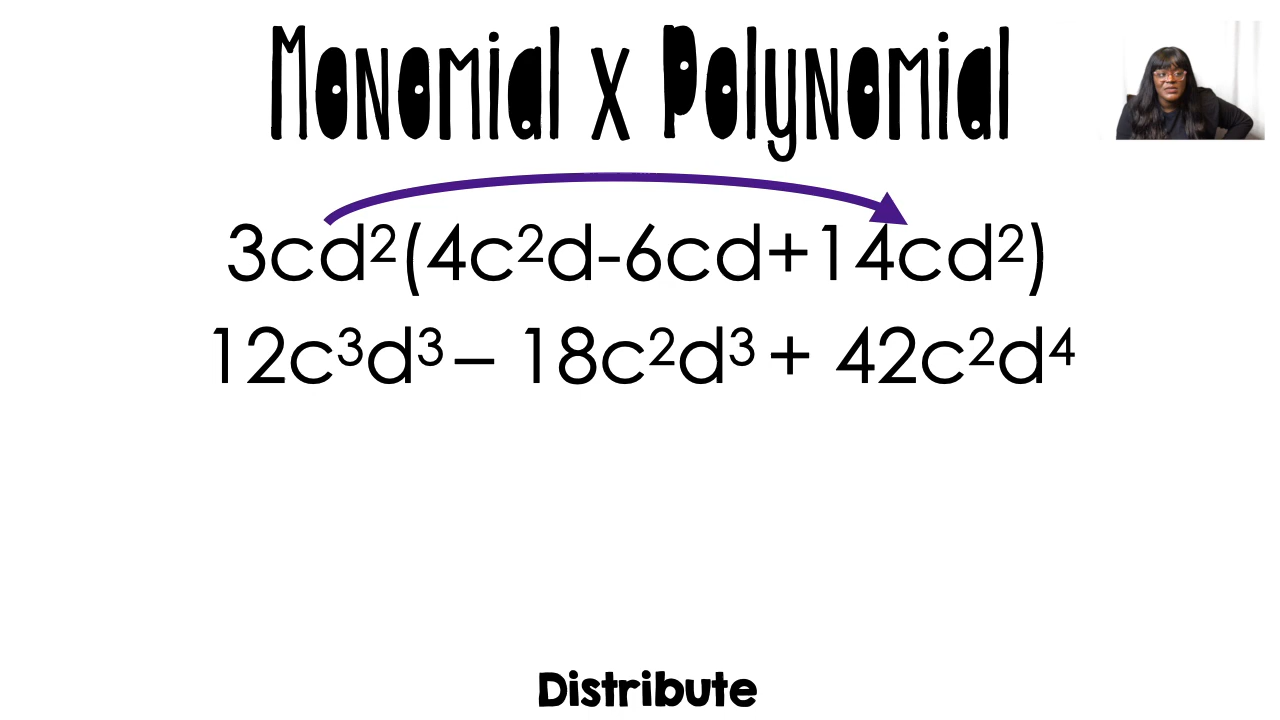 Monomial x Polynomial
3cd²(4c²d-6cd+14cd²)
12c³d³ – 18c²d³ + 42c²d⁴
Distribute